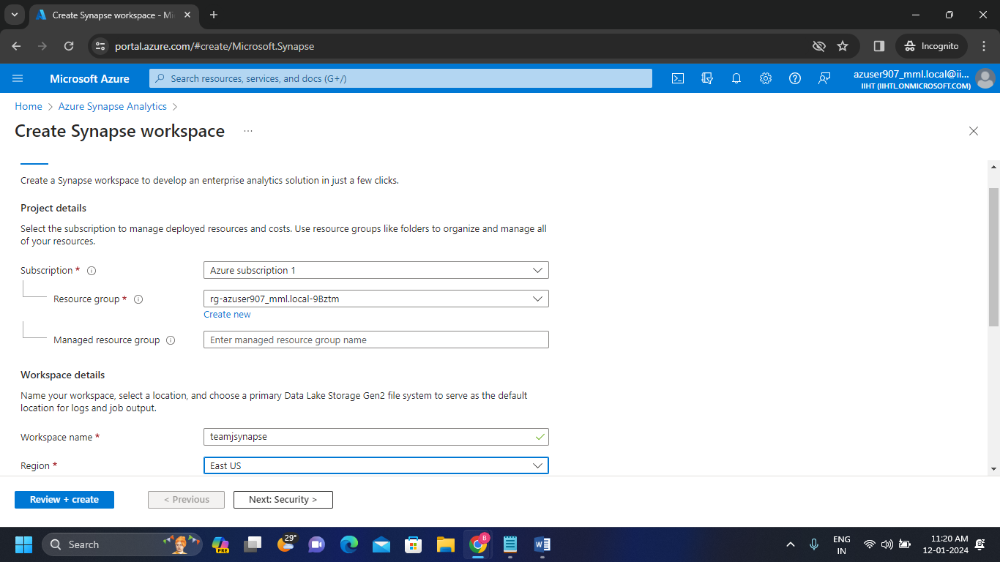 Create Synapse workspace - Mi
portal.azure.com/#create/Microsoft.Synapse
Incognito
Microsoft Azure
Search resources, services, and docs (G+/)
azuser907_mml.local@ii...
IIHT (IIHTL.ONMICROSOFT.COM)
Home > Azure Synapse Analytics >
Create Synapse workspace ...
Create a Synapse workspace to develop an enterprise analytics solution in just a few clicks.
Project details
Select the subscription to manage deployed resources and costs. Use resource groups like folders to organize and manage all
of your resources.
Subscription * Azure subscription 1
Resource group * rg-azuser907_mml.local-9Bztm
Create new
Managed resource group Enter managed resource group name
Workspace details
Name your workspace, select a location, and choose a primary Data Lake Storage Gen2 file system to serve as the default
location for logs and job output.
Workspace name * teamjsynapse
Region * East US
Review + create < Previous Next: Security >
Search
PRE
29°
8
ENG
IN
11:20 AM
12-01-2024